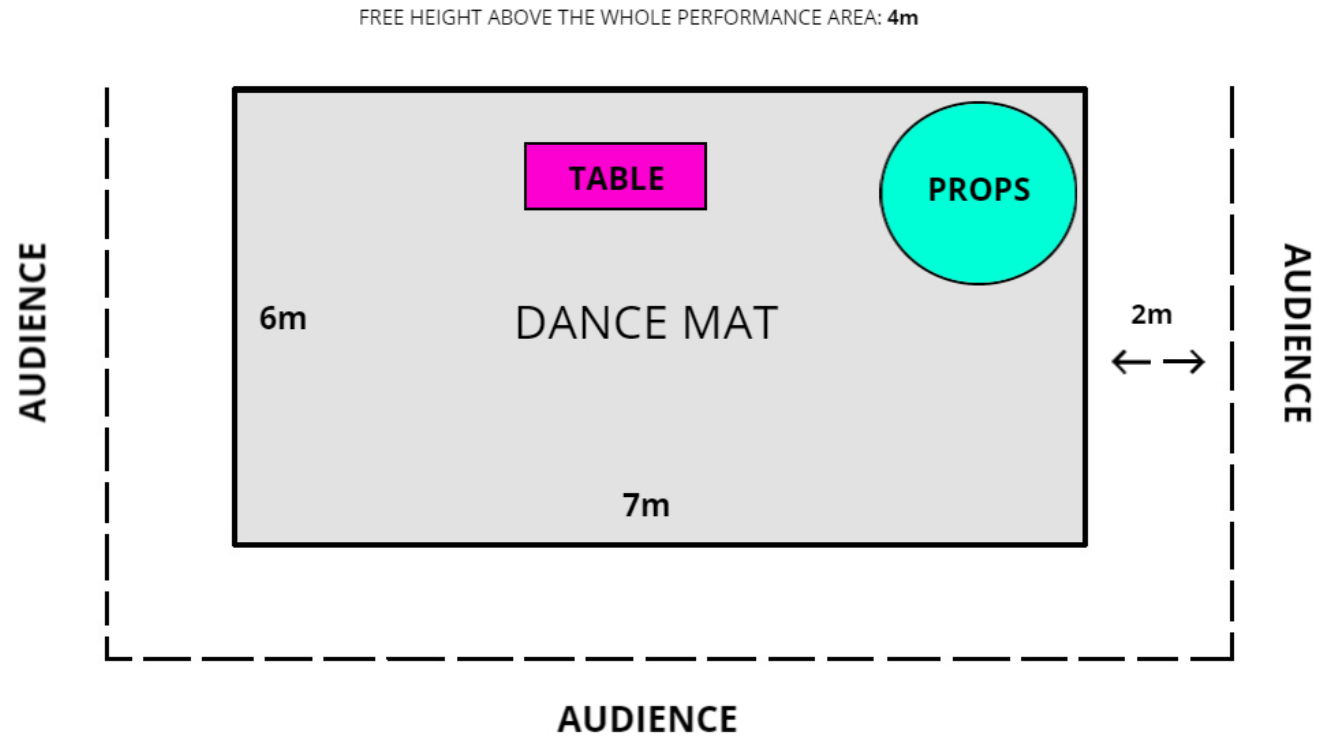 FREE HEIGHT ABOVE THE WHOLE PERFORMANCE AREA: 4m
TABLE
PROPS
AUDIENCE
6m
DANCE MAT
2m
AUDIENCE
7m
AUDIENCE